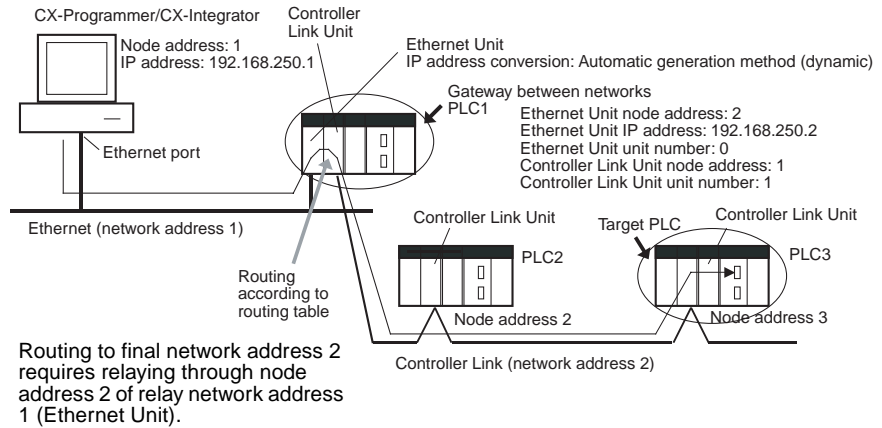 CX-Programmer/CX-Integrator
Node address: 1
IP address: 192.168.250.1
Controller
Link Unit
Ethernet Unit
IP address conversion: Automatic generation method (dynamic)
Gateway between networks
PLC1
Ethernet Unit node address: 2
Ethernet Unit IP address: 192.168.250.2
Ethernet Unit unit number: 0
Controller Link Unit node address: 1
Controller Link Unit unit number: 1
Ethernet port
Ethernet (network address 1)
Controller Link Unit
PLC2
Target PLC
Controller Link Unit
PLC3
Routing
according to
routing table
Node address 2
Node address 3
Controller Link (network address 2)
Routing to final network address 2
requires relaying through node
address 2 of relay network address
1 (Ethernet Unit).